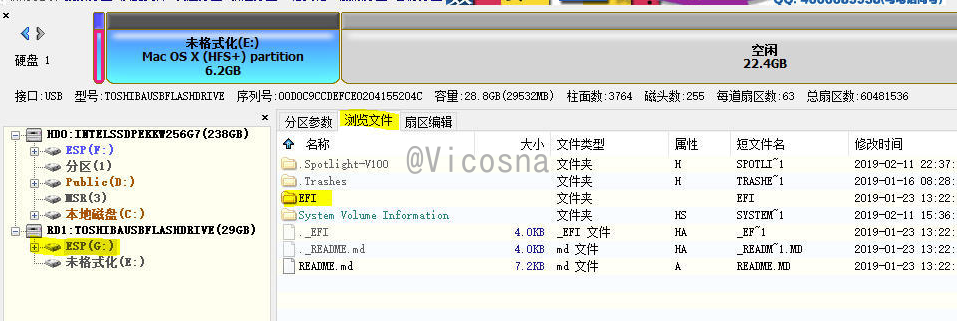 QQ: 4008089958(与电话同号)
未格式化(E:)
Mac OS X (HFS+) partition
6.2GB
空闲
22.4GB
硬盘 1
接口:USB 型号:TOSHIBAUSBFLASHDRIVE 序列号:00D0C9CCDEFCE0204155204C 容量:28.8GB(29532MB) 柱面数:3764 磁头数:255 每道扇区数:63 总扇区数:60481536
HD0:INTELSSDPEKKW256G7(238GB)
ESP(F:)
分区(1)
Public(D:)
MSR(3)
本地磁盘(C:)
RD1:TOSHIBAUSBFLASHDRIVE(29GB)
ESP(G:)
未格式化(E:)
分区参数 浏览文件 扇区编辑
名称 大小 文件类型 属性 短文件名 修改时间
.Spotlight-V100 文件夹 H SPOTLI~1 2019-02-11 22:37:
.Trashes 文件夹 H TRASHE~1 2019-01-16 08:28:
EFI 文件夹 EFI 2019-01-23 13:22:
System Volume Information 文件夹 HS SYSTEM~1 2019-02-11 15:36:
._EFI 4.0KB _EFI 文件 HA _EF~1 2019-01-23 13:22:
._README.md 4.0KB md 文件 HA _READM~1.MD 2019-01-23 13:22:
README.md 7.2KB md 文件 A README.MD 2019-01-23 13:22:
@Vicosna